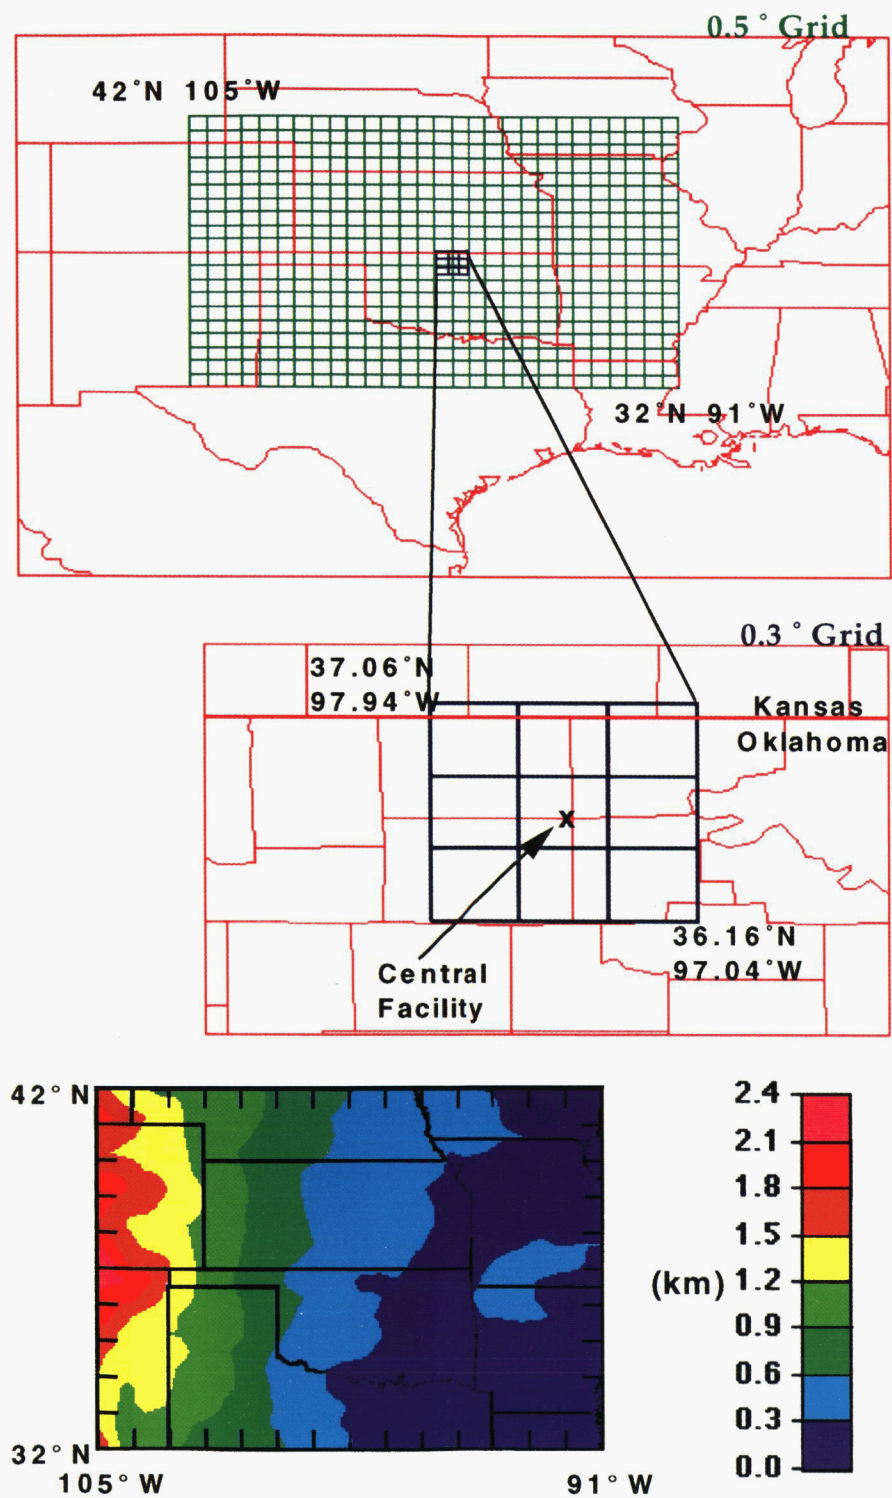 0.5 ° Grid
42°N 105°W
32°N 91°W
0.3 ° Grid
37.06°N
97.94°W
Kansas
Oklahoma
x
36.16°N
97.04°W
Central
Facility
42° N
32° N
105° W
91° W
(km)
2.4
2.1
1.8
1.5
1.2
0.9
0.6
0.3
0.0